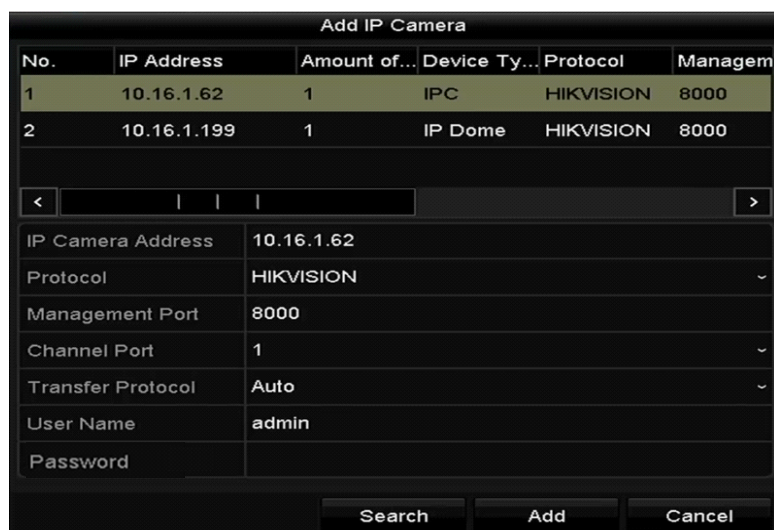 Add IP Camera
No. IP Address Amount of... Device Ty... Protocol Managem
1 10.16.1.62 1 IPC HIKVISION 8000
2 10.16.1.199 1 IP Dome HIKVISION 8000
IP Camera Address 10.16.1.62
Protocol HIKVISION
Management Port 8000
Channel Port 1
Transfer Protocol Auto
User Name admin
Password
Search Add Cancel